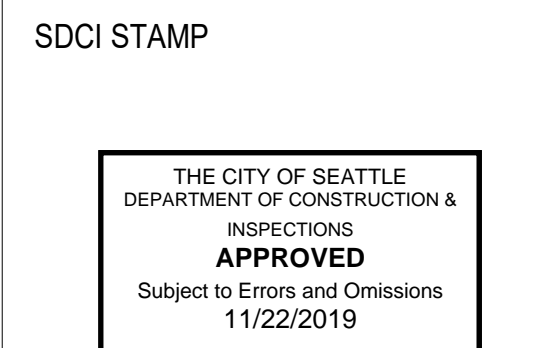 SDCI STAMP
THE CITY OF SEATTLE
DEPARTMENT OF CONSTRUCTION &
INSPECTIONS
APPROVED
Subject to Errors and Omissions
11/22/2019